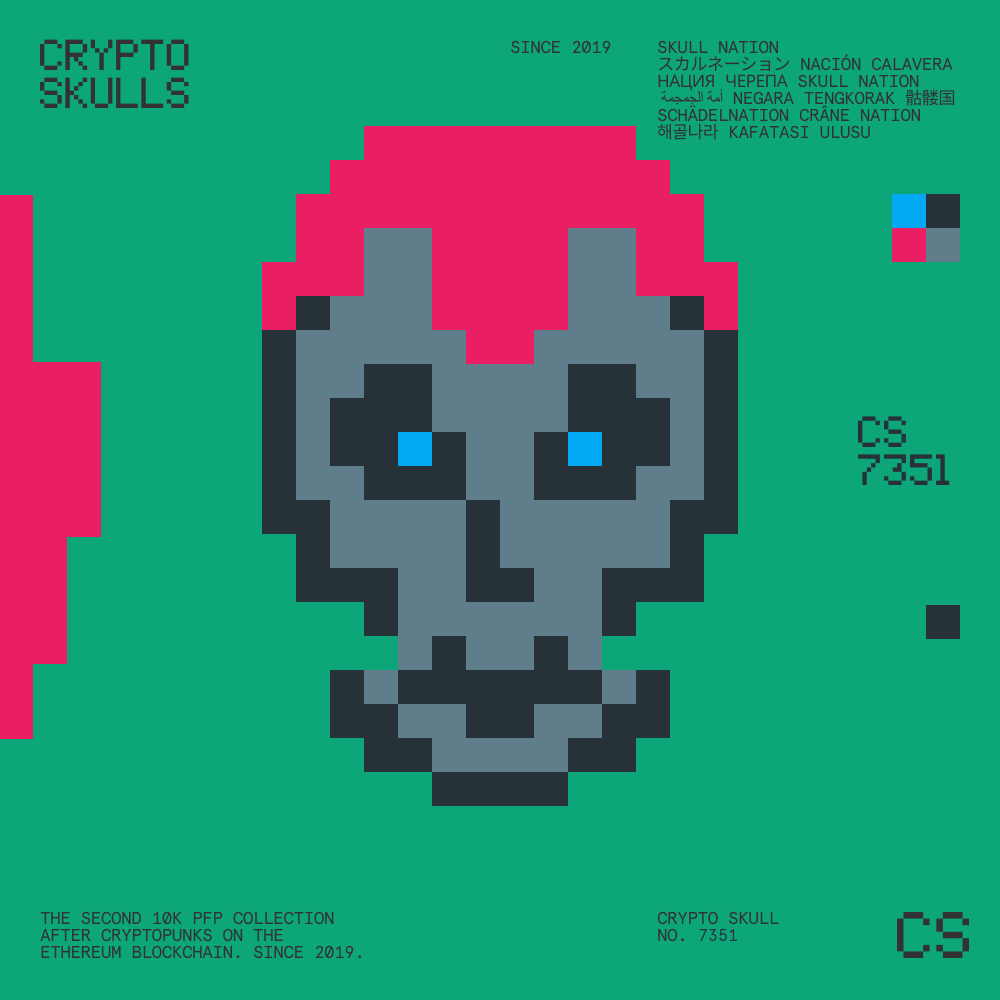 CRYPTO
SKULLS
SINCE 2019
SKULL NATION
スカルネーション NACIÓN CALAVERA
НАЦИЯ ЧЕРЕПА SKULL NATION
أمة الجمجمة NEGARA TENGKORAK 骷髅国
SCHÄDELNATION CRÂNE NATION
해골나라 KAFATASI ULUSU
CS
7351
THE SECOND 10K PFP COLLECTION
AFTER CRYPTOPUNKS ON THE
ETHEREUM BLOCKCHAIN. SINCE 2019.
CRYPTO SKULL
NO. 7351
CS